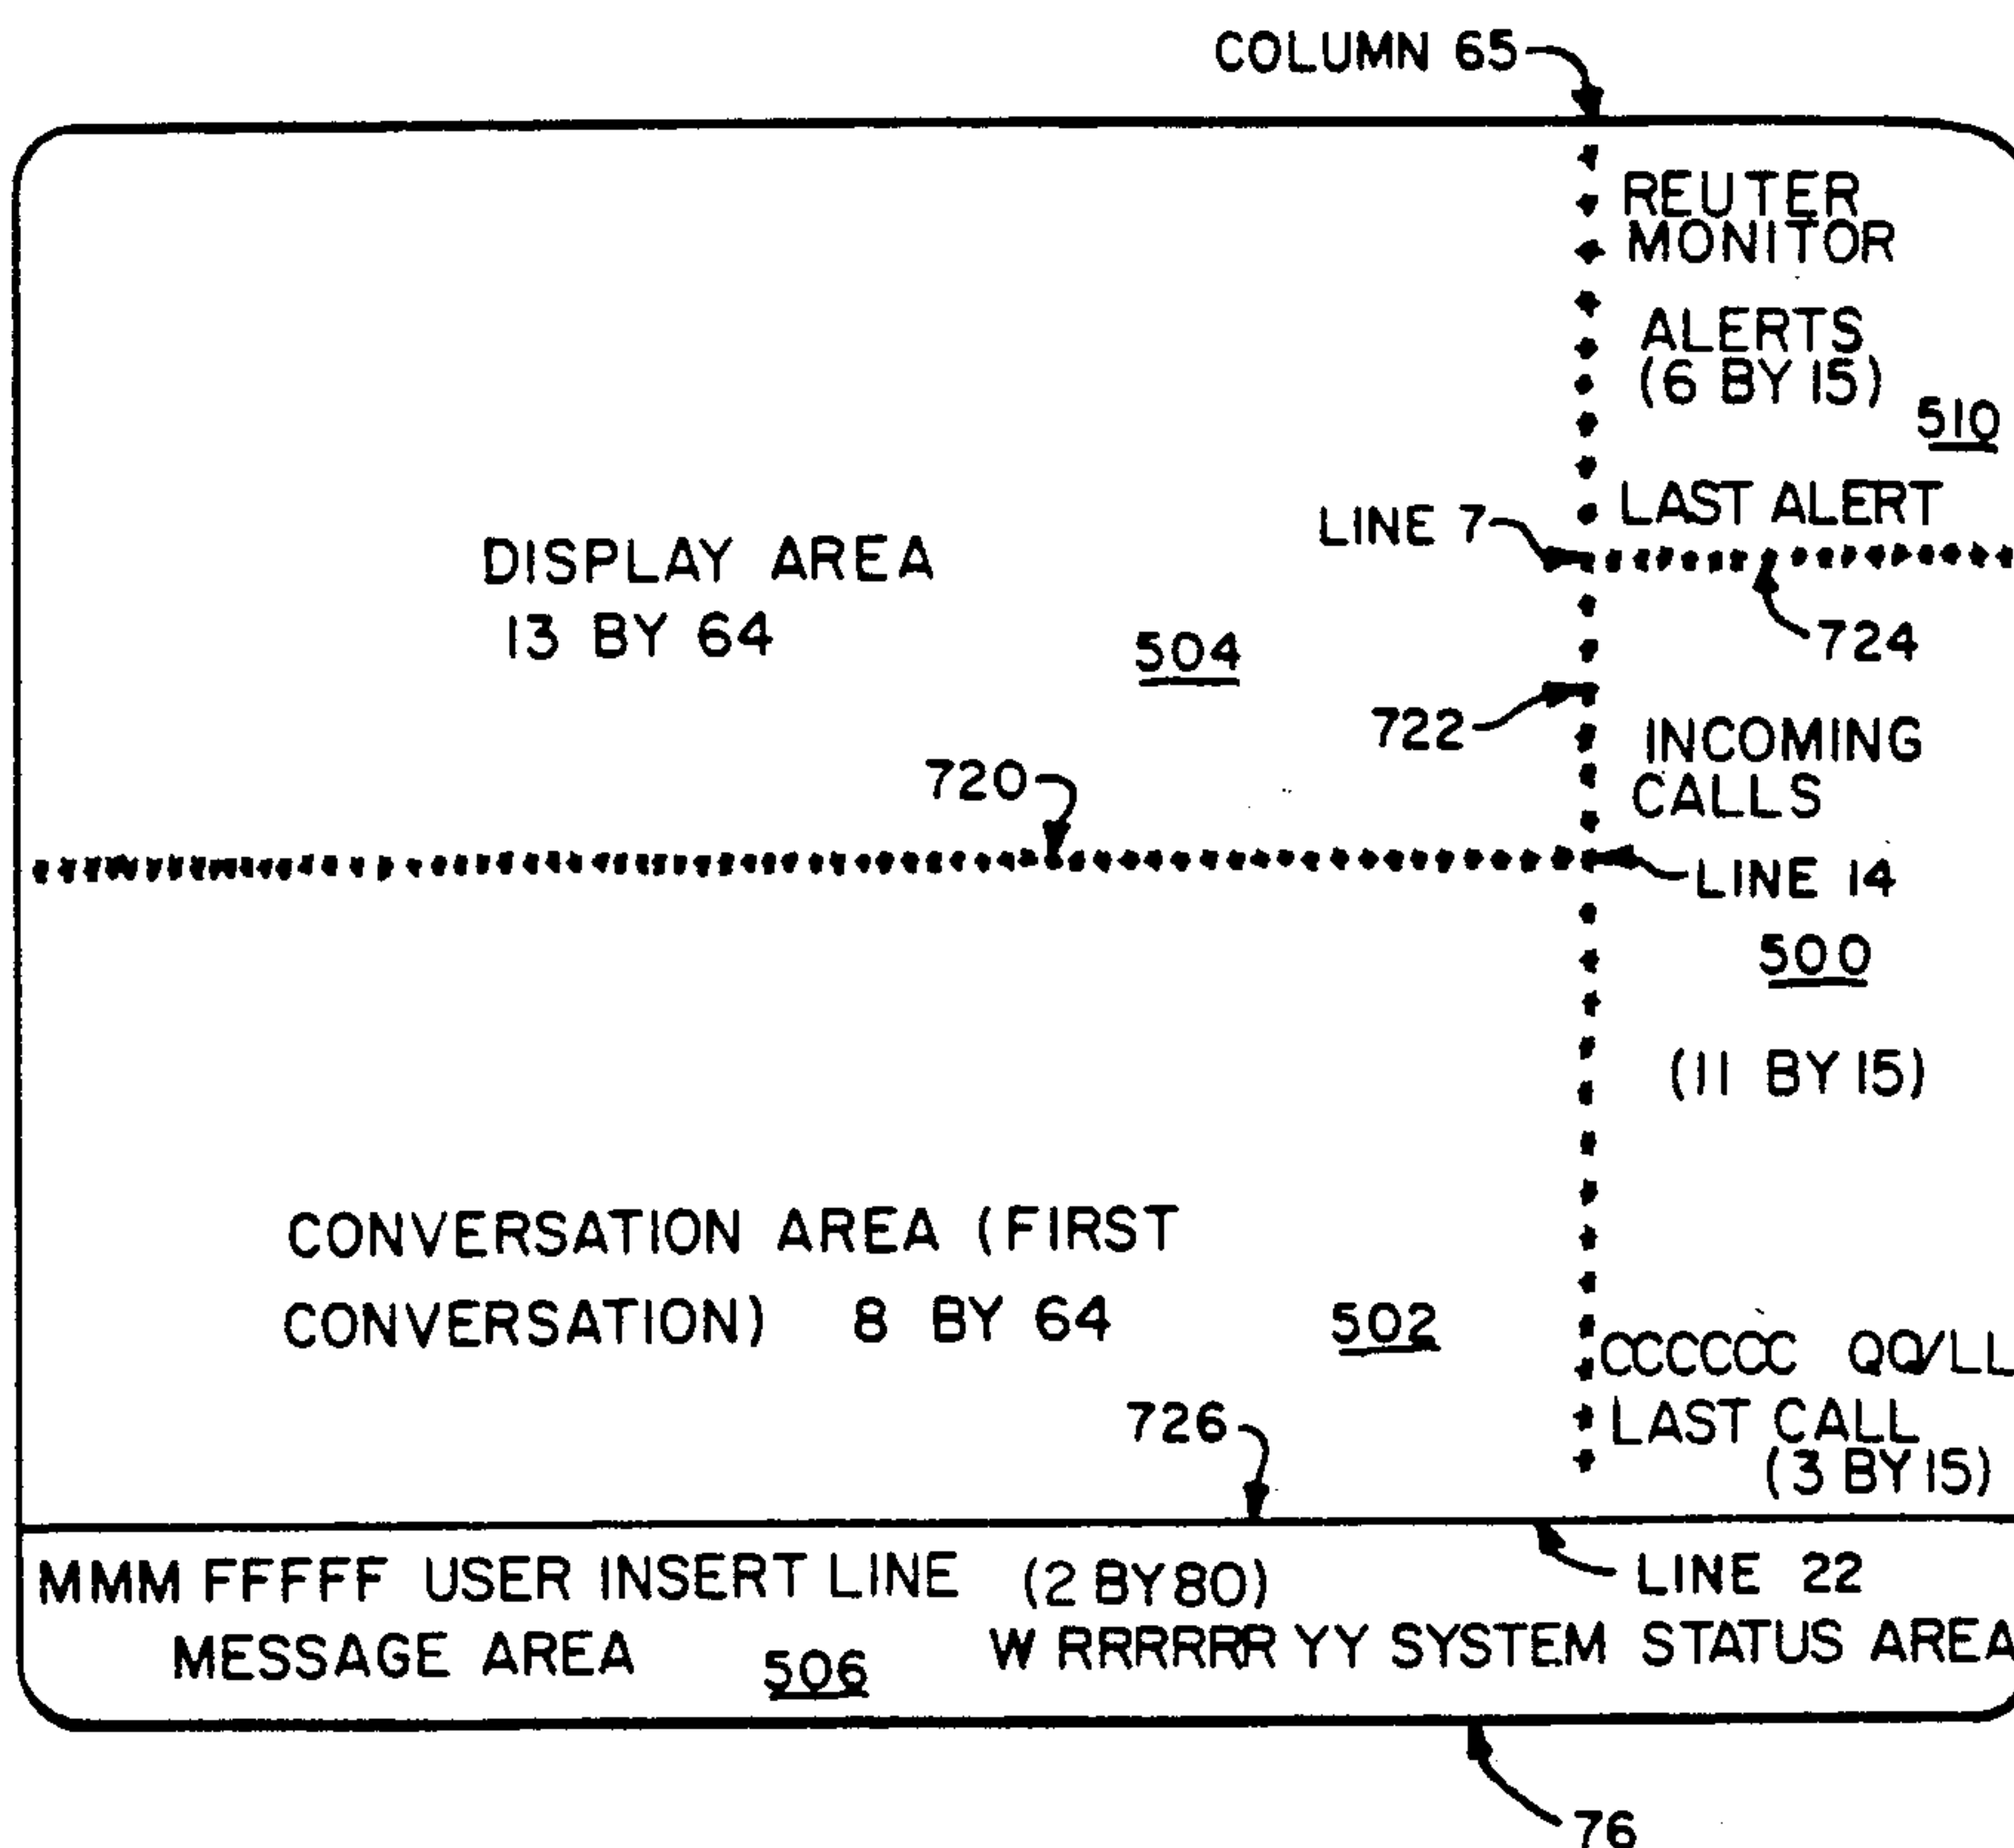 COLUMN 65
REUTER
MONITOR
ALERTS
(6 BY 15)
510
LAST ALERT
LINE 7
724
DISPLAY AREA
13 BY 64
504
722
INCOMING
CALLS
720
LINE 14
500
(11 BY 15)
CONVERSATION AREA (FIRST
CONVERSATION) 8 BY 64
502
CCCCCC QQ/LL
LAST CALL
(3 BY 15)
726
MMM FFFFF USER INSERT LINE (2 BY 80)
LINE 22
MESSAGE AREA 506 W RRRRRR YY SYSTEM STATUS AREA
76